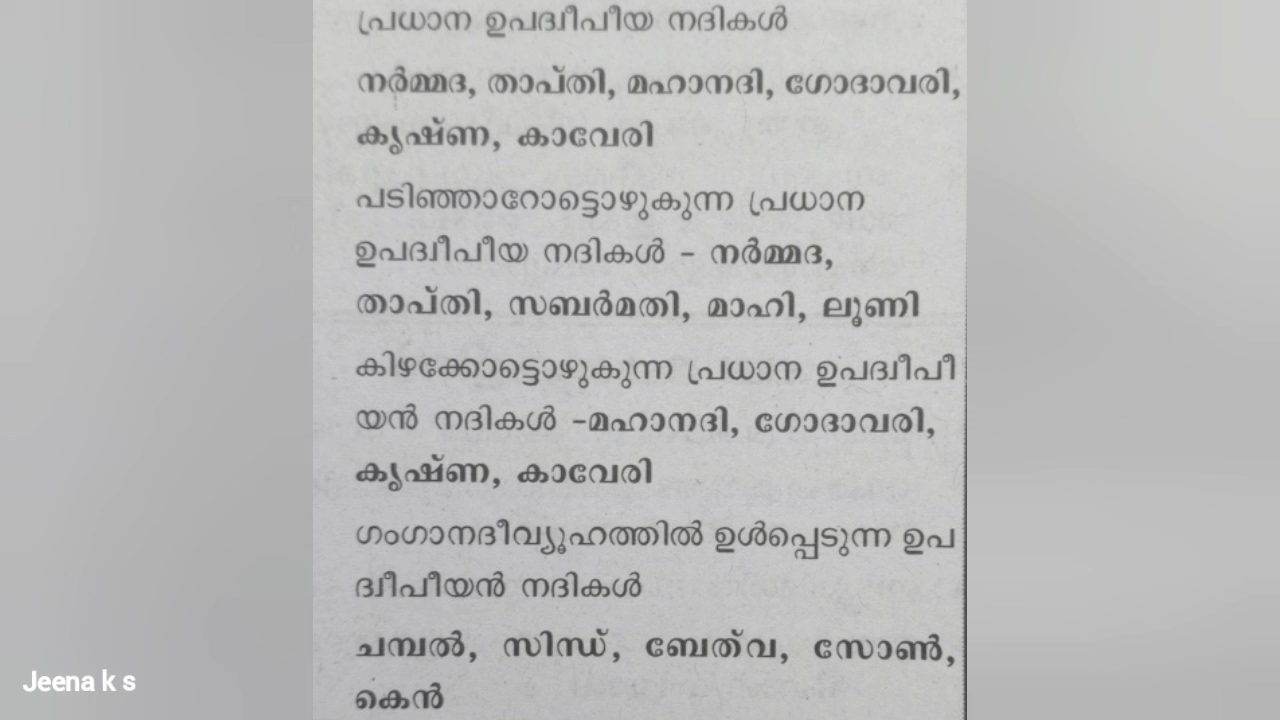 പ്രധാന ഉപദ്വീപീയ നദികൾ
നർമ്മദ, താപ്തി, മഹാനദി, ഗോദാവരി,
കൃഷ്ണ, കാവേരി
പടിഞ്ഞാറോട്ടൊഴുകുന്ന പ്രധാന
ഉപദ്വീപീയ നദികൾ - നർമ്മദ,
താപ്തി, സബർമതി, മാഹി, ലൂണി
കിഴക്കോട്ടൊഴുകുന്ന പ്രധാന ഉപദ്വീപീ
യൻ നദികൾ -മഹാനദി, ഗോദാവരി,
കൃഷ്ണ, കാവേരി
ഗംഗാനദീവ്യൂഹത്തിൽ ഉൾപ്പെടുന്ന ഉപ
ദ്വീപീയൻ നദികൾ
ചമ്പൽ, സിന്ധ്, ബേത്‌വ, സോൺ,
കെൻ
Jeena k s